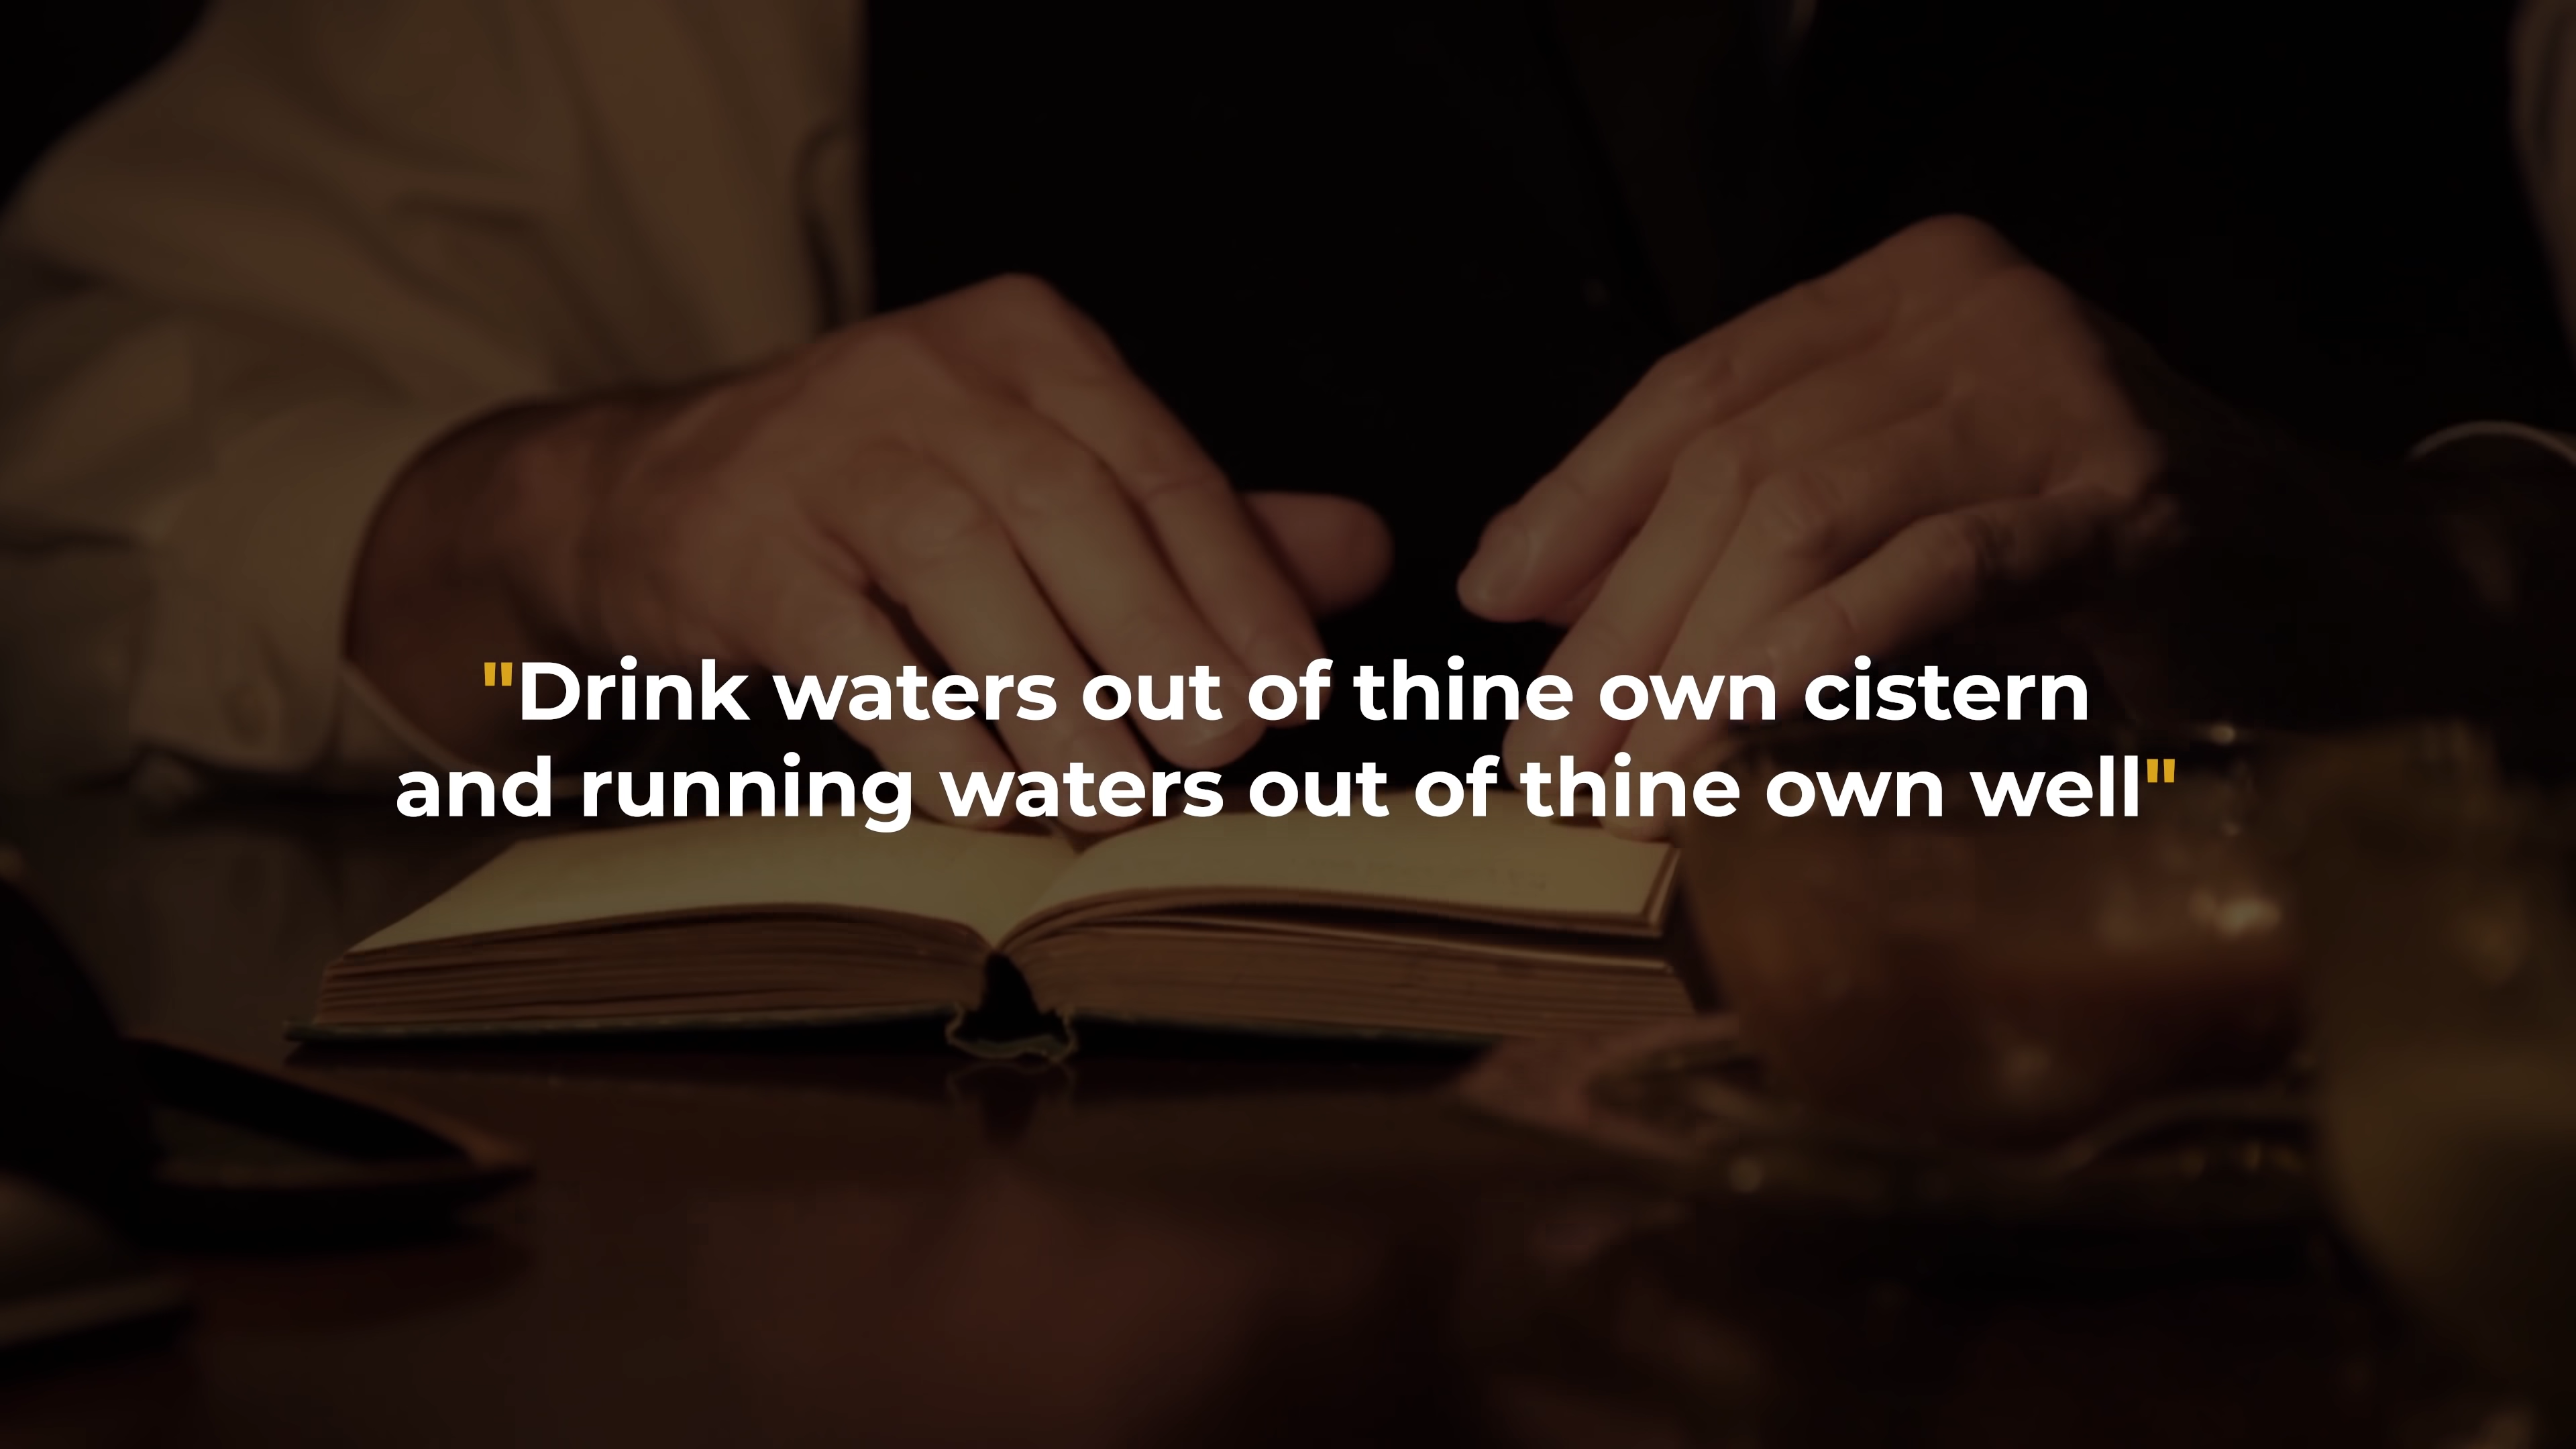 "Drink waters out of thine own cistern
and running waters out of thine own well"